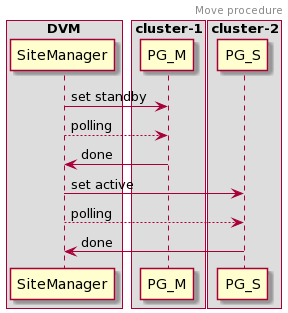 Move procedure
DVM
cluster-1
cluster-2
SiteManager
PG_M
PG_S
set standby
polling
done
set active
polling
done
SiteManager
PG_M
PG_S